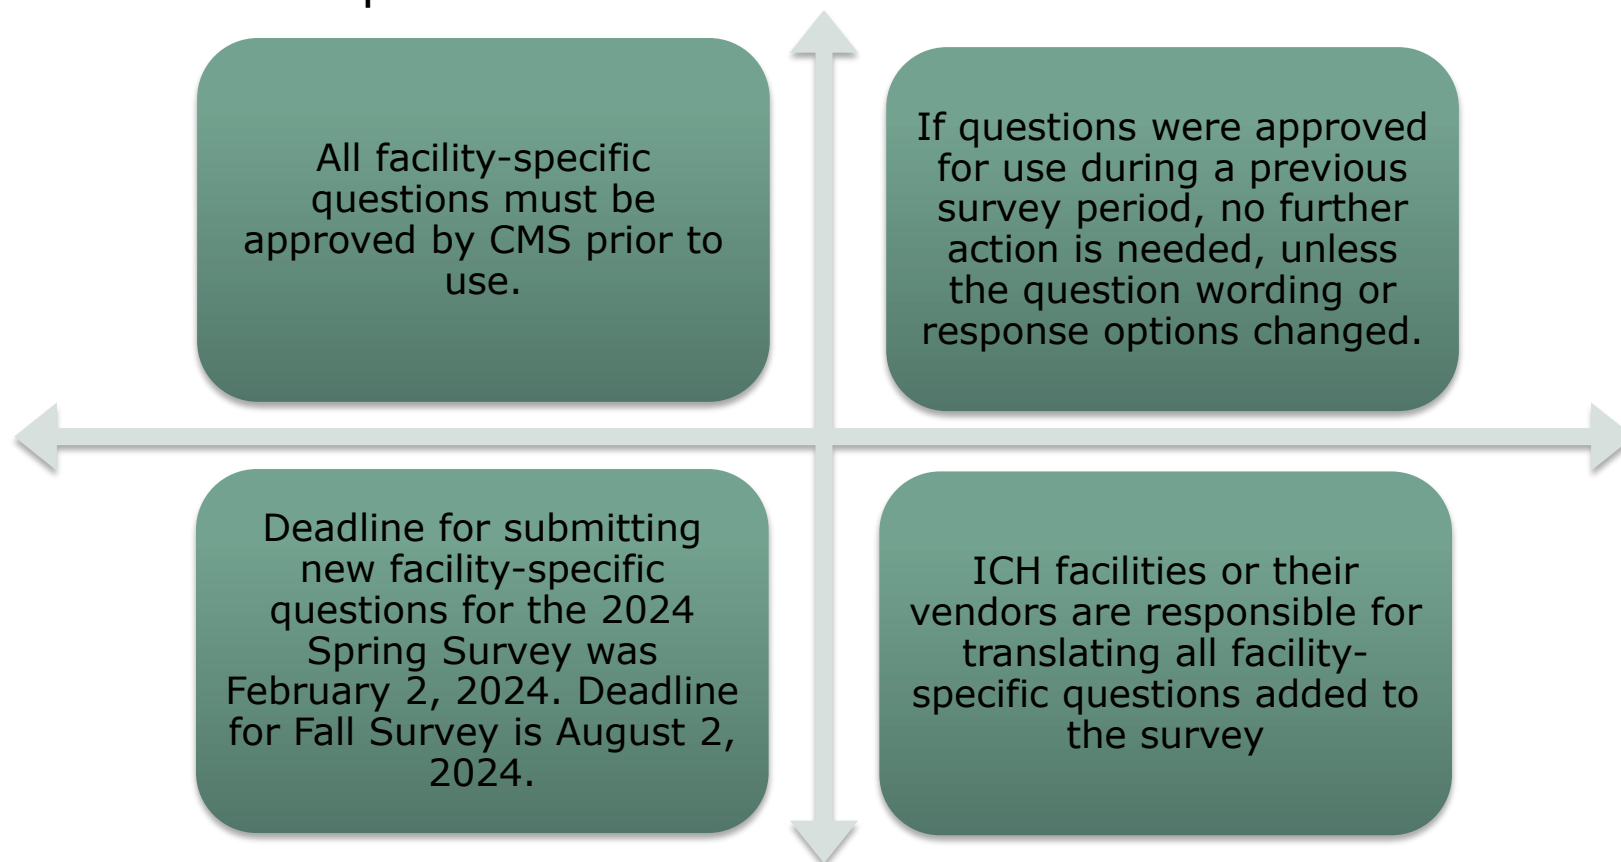 All facility-specific
questions must be
approved by CMS prior to
use.
If questions were approved
for use during a previous
survey period, no further
action is needed, unless
the question wording or
response options changed.
Deadline for submitting
new facility-specific
questions for the 2024
Spring Survey was
February 2, 2024. Deadline
for Fall Survey is August 2,
2024.
ICH facilities or their
vendors are responsible for
translating all facility-
specific questions added to
the survey